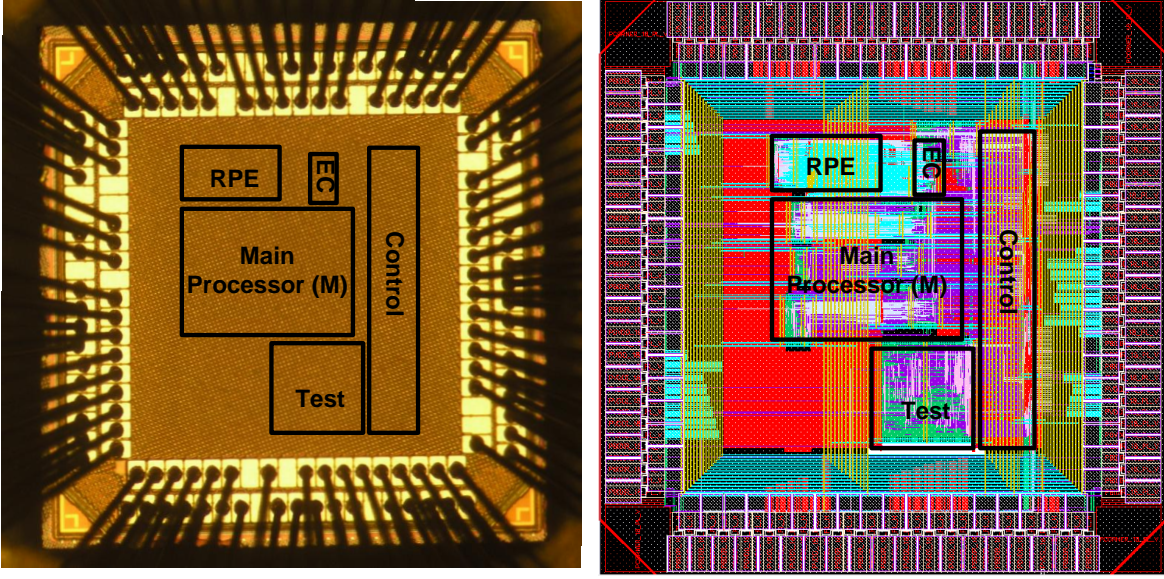 RPE
EC
Main
Processor (M)
Control
Test
RPE
EC
Main
Processor (M)
Control
Test